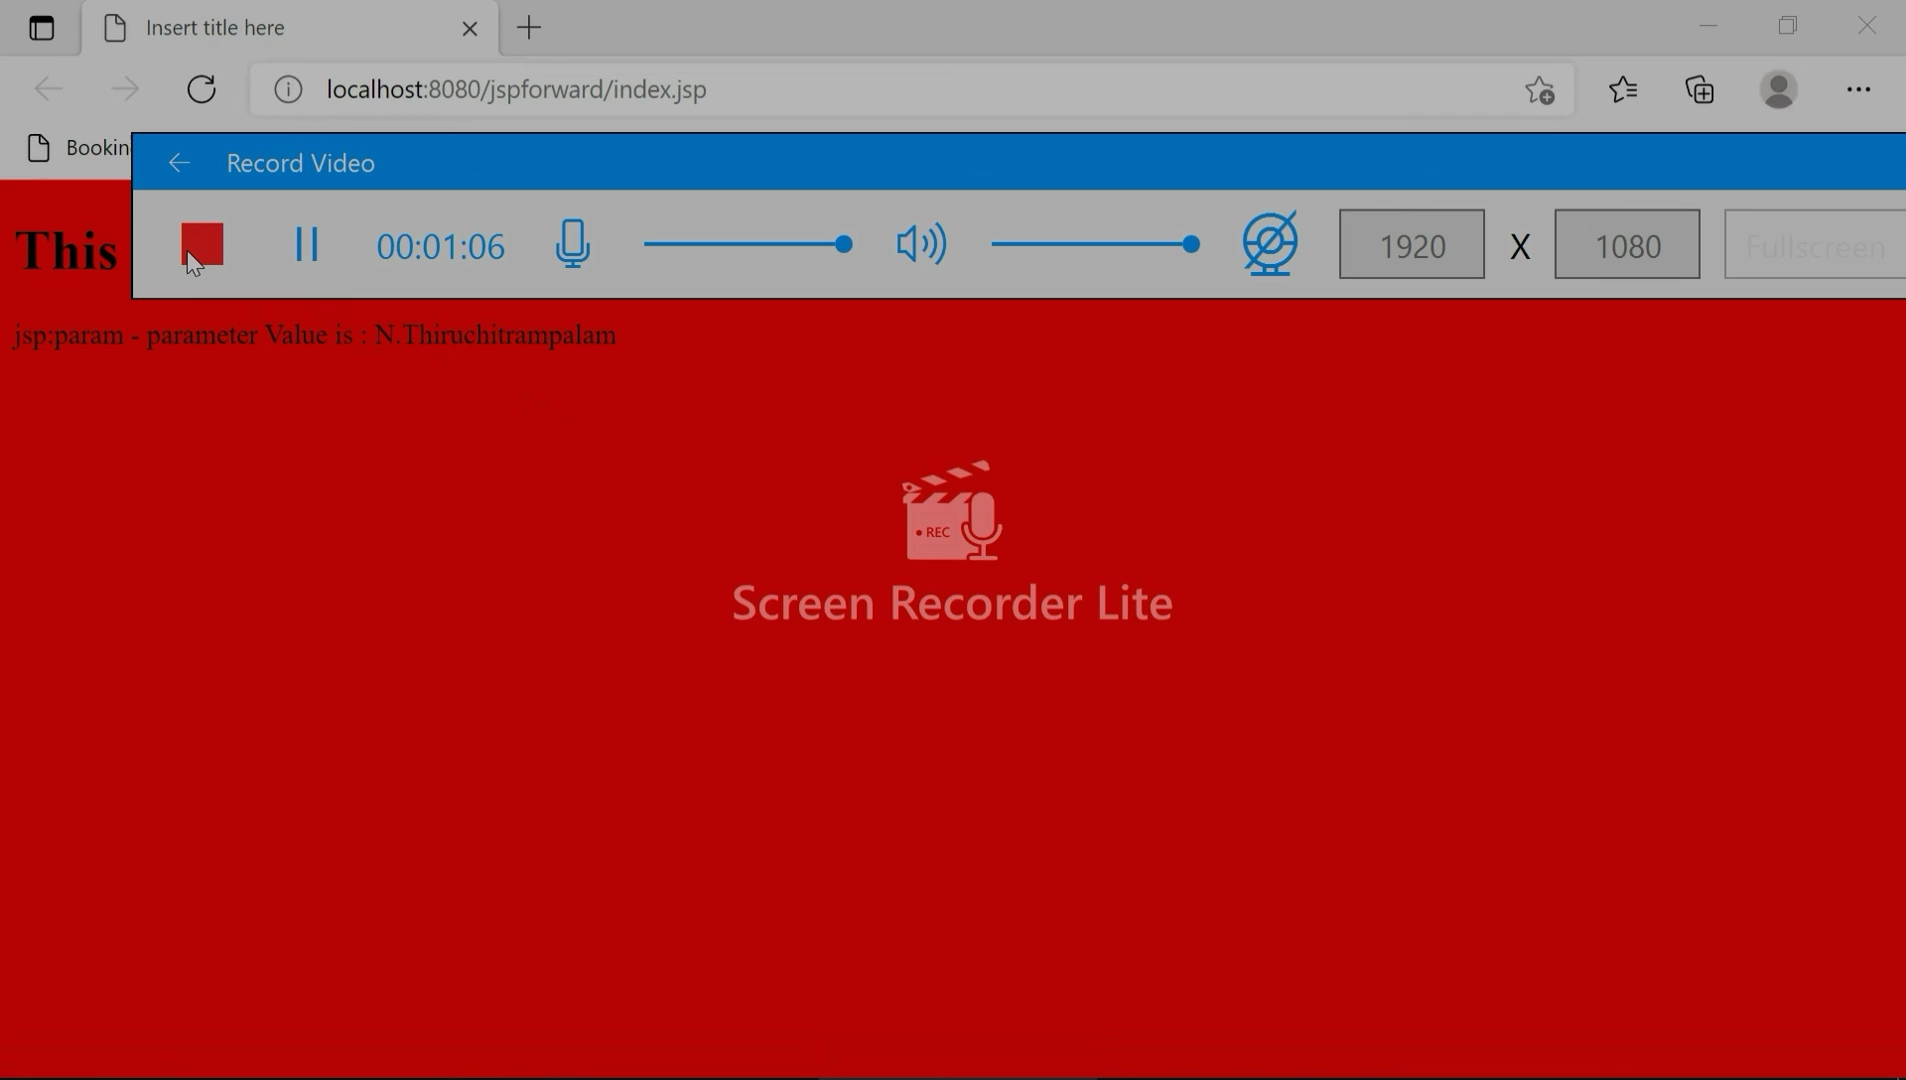 Insert title here
localhost:8080/jspforward/index.jsp
Record Video
This
00:01:06
1920
X
1080
Fullscreen
jsp:param - parameter Value is : N.Thiruchitrampalam
• REC
Screen Recorder Lite